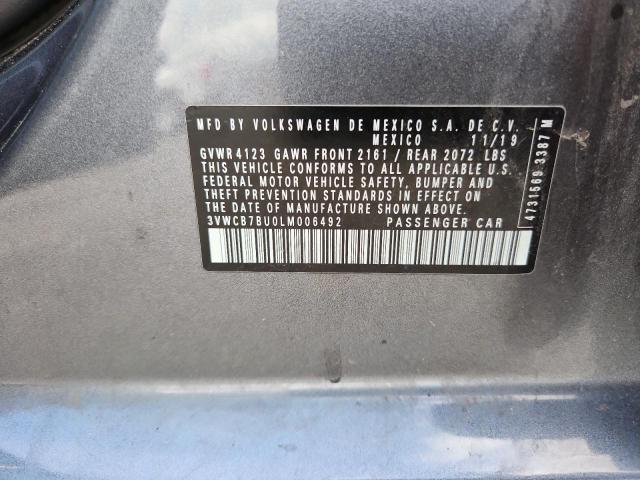 MFD BY VOLKSWAGEN DE MEXICO S.A. DE C.V.
MEXICO 11/19
GVWR 4123 GAWR FRONT 2161 / REAR 2072 LBS
THIS VEHICLE CONFORMS TO ALL APPLICABLE U.S.
FEDERAL MOTOR VEHICLE SAFETY, BUMPER AND
THEFT PREVENTION STANDARDS IN EFFECT ON
THE DATE OF MANUFACTURE SHOWN ABOVE.
3VWCB7BU0LM006492 PASSENGER CAR
4731569 3387 M